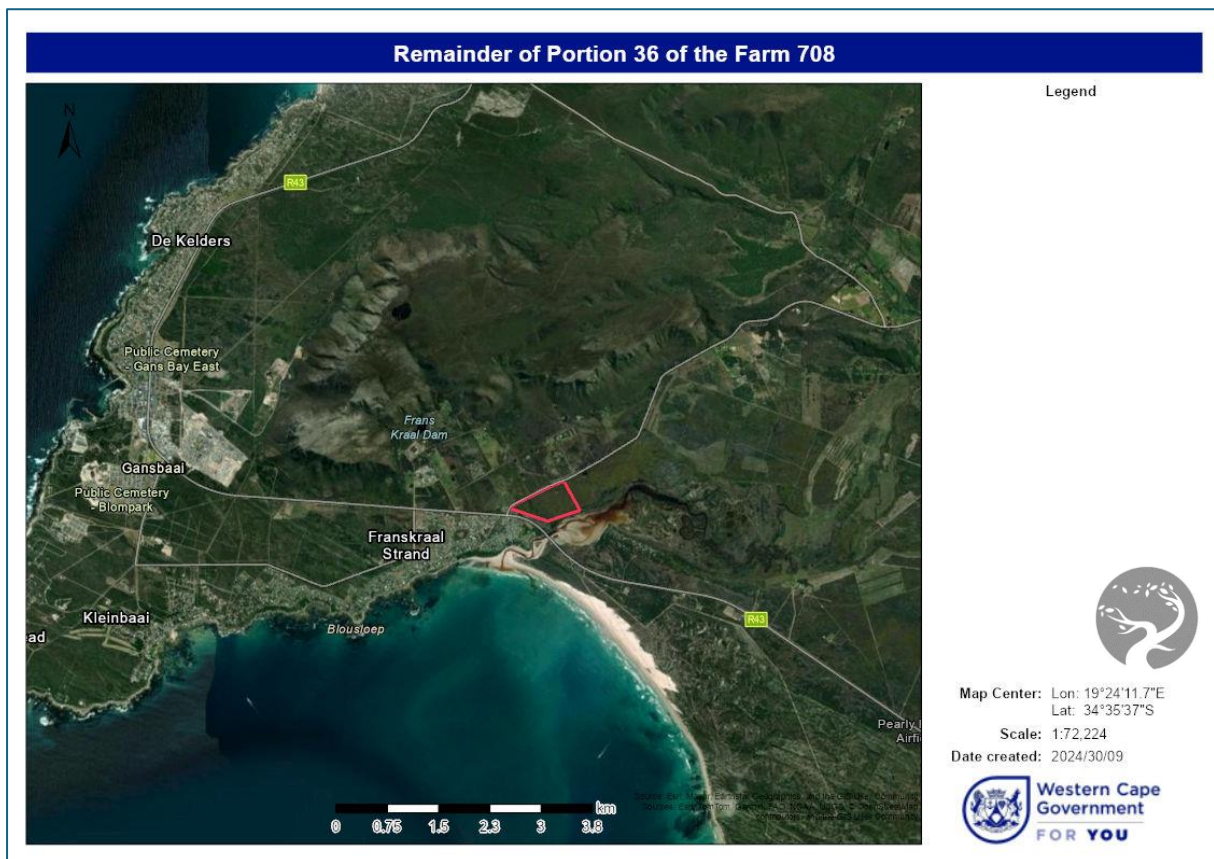 Remainder of Portion 36 of the Farm 708
Legend
N
R43
De Kelders
Public Cemetery
- Gans Bay East
Frans
Kraal Dam
Gansbaai
Public Cemetery
- Blompark
Franskraal
Strand
Kleinbaai
ead
Blousloep
R43
Pearly
Airfi
km
0 0.75 1.5 2.3 3 3.8
Map Center: Lon: 19°24'11.7"E
Lat: 34°35'37"S
Scale: 1:72,224
Date created: 2024/30/09
Western Cape
Government
FOR YOU